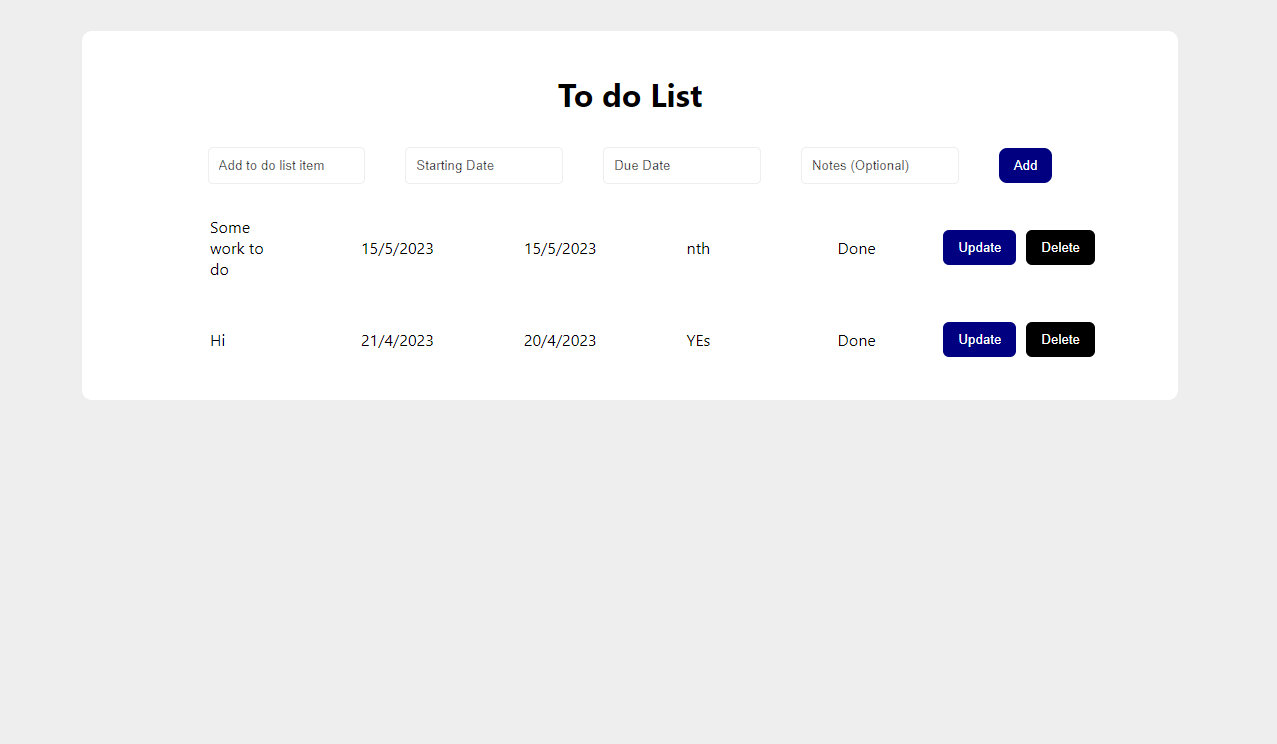 To do List
Add to do list item Starting Date Due Date Notes (Optional) Add
Some
work to
do
15/5/2023 15/5/2023 nth Done Update Delete
Hi 21/4/2023 20/4/2023 YEs Done Update Delete